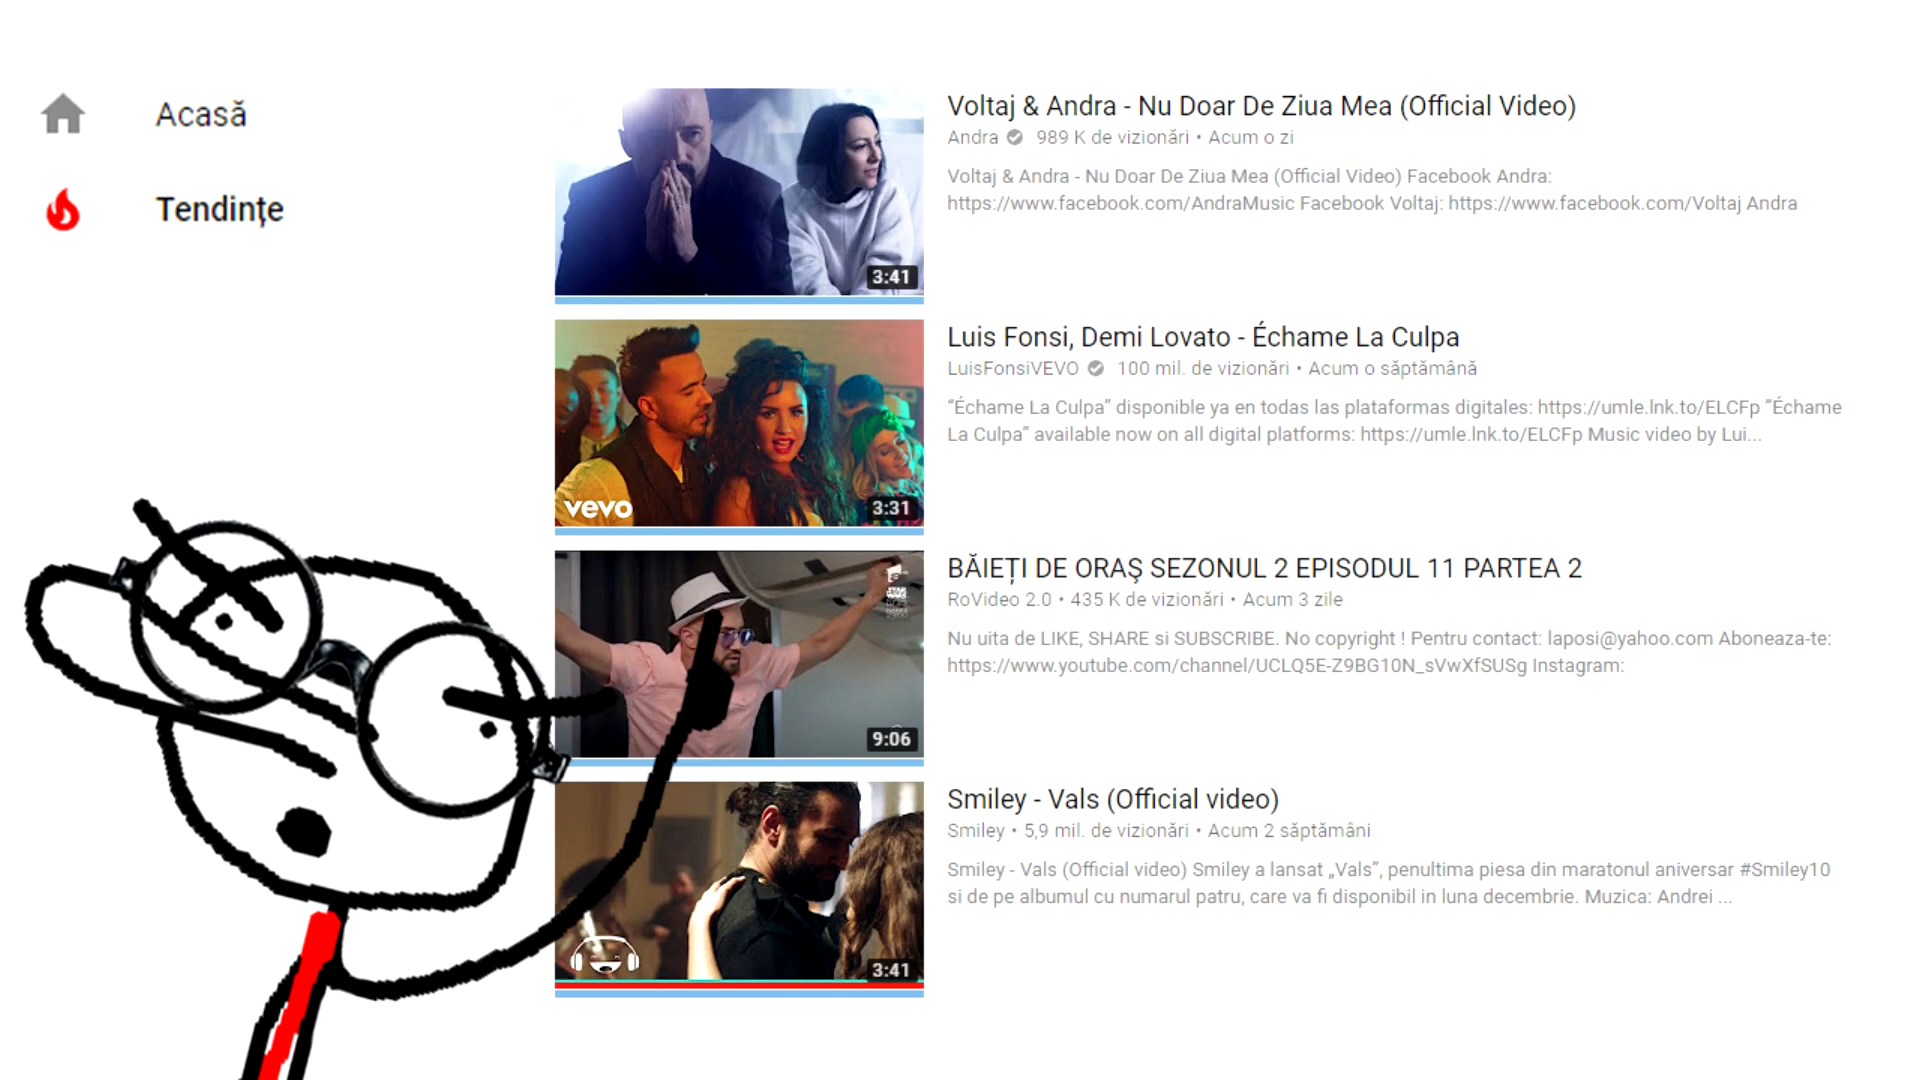 Acasă
Tendințe
Voltaj & Andra - Nu Doar De Ziua Mea (Official Video)
Andra 989 K de vizionări • Acum o zi
Voltaj & Andra - Nu Doar De Ziua Mea (Official Video) Facebook Andra:
https://www.facebook.com/AndraMusic Facebook Voltaj: https://www.facebook.com/Voltaj Andra
3:41
Luis Fonsi, Demi Lovato - Échame La Culpa
LuisFonsiVEVO 100 mil. de vizionări • Acum o săptămână
“Échame La Culpa” disponible ya en todas las plataformas digitales: https://umle.lnk.to/ELCFp ”Échame
La Culpa” available now on all digital platforms: https://umle.lnk.to/ELCFp Music video by Lui...
vevo
3:31
BĂIEȚI DE ORAŞ SEZONUL 2 EPISODUL 11 PARTEA 2
RoVideo 2.0 • 435 K de vizionări • Acum 3 zile
Nu uita de LIKE, SHARE si SUBSCRIBE. No copyright ! Pentru contact: laposi@yahoo.com Aboneaza-te:
https://www.youtube.com/channel/UCLQ5E-Z9BG10N_sVwXfSUSg Instagram:
STAR
WARS
9:06
Smiley - Vals (Official video)
Smiley • 5,9 mil. de vizionări • Acum 2 săptămâni
Smiley - Vals (Official video) Smiley a lansat „Vals”, penultima piesa din maratonul aniversar #Smiley10
si de pe albumul cu numarul patru, care va fi disponibil in luna decembrie. Muzica: Andrei ...
3:41